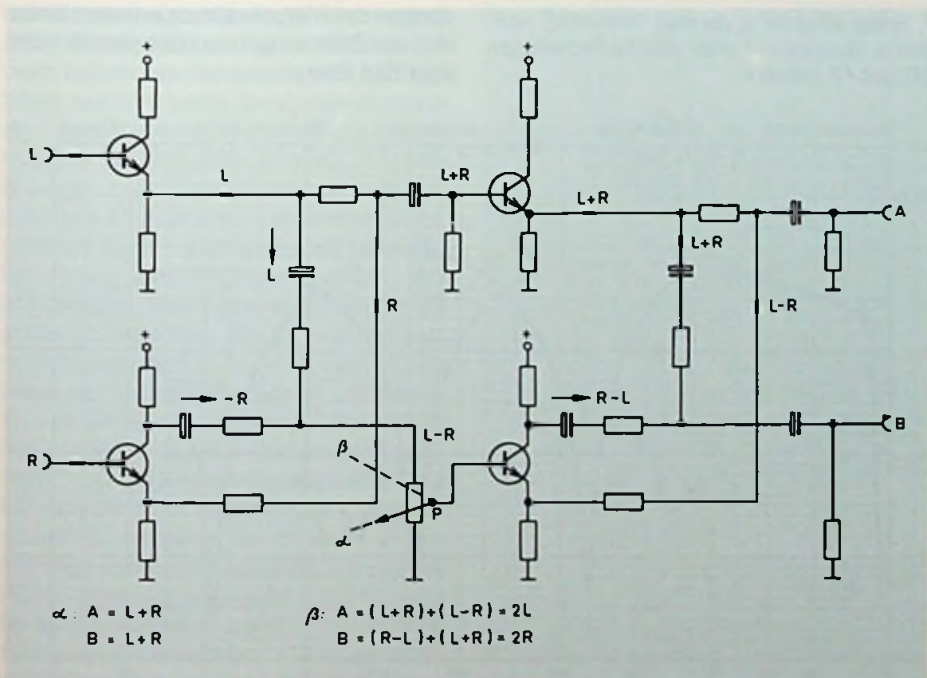 +
+
L
L
L+R
L+R
A
L
L+R
R
L-R
+
+
-R
R-L
L-R
B
R
β
P
α
α: A = L+R
B = L+R
β: A = (L+R)+(L-R) = 2L
B = (R-L)+(L+R) = 2R